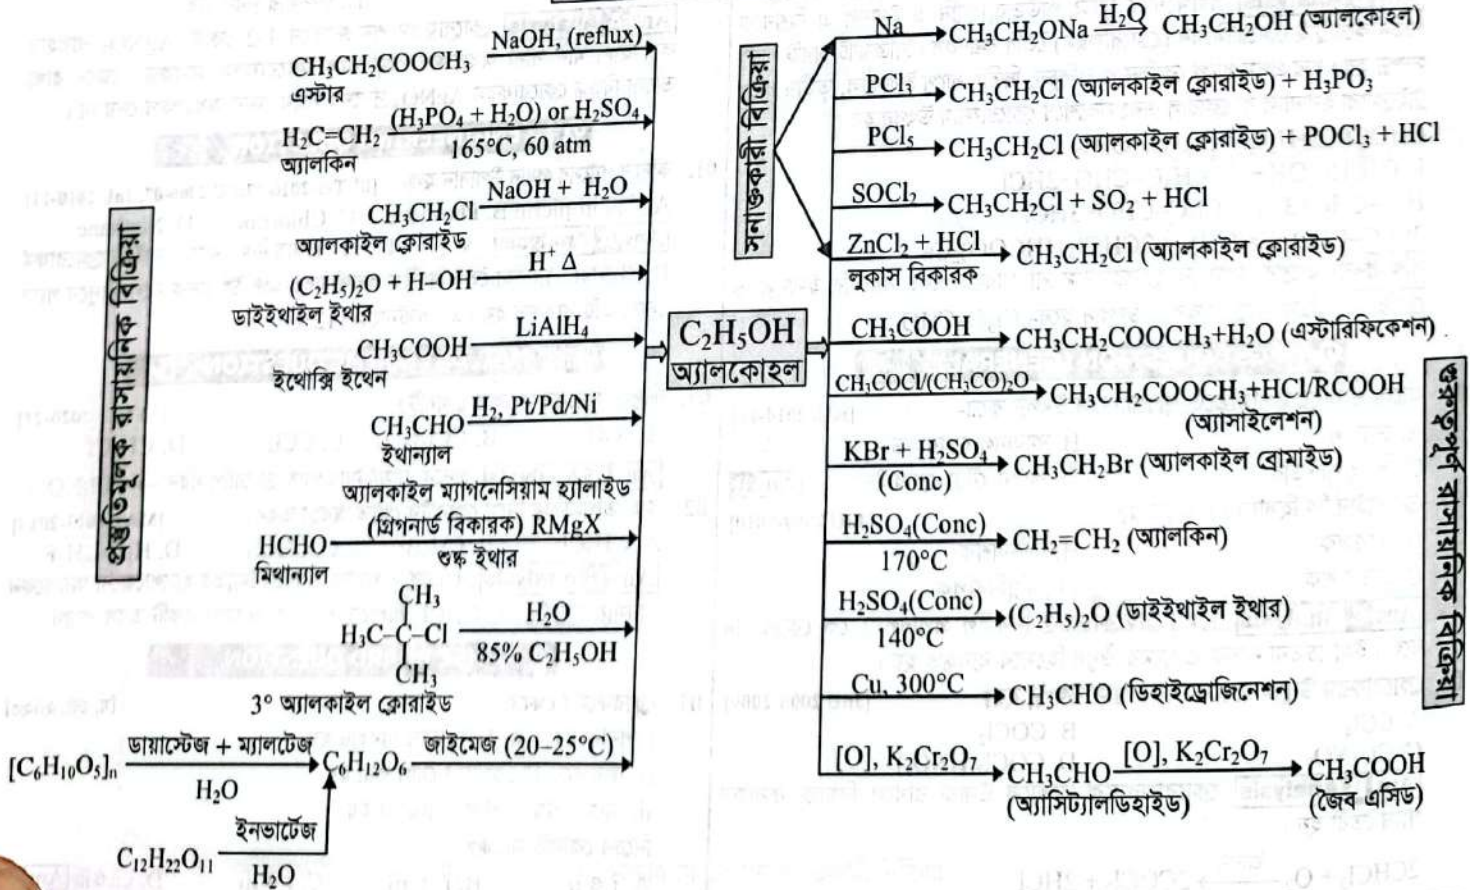 প্রস্তুতিমূলক রাসায়নিক বিক্রিয়া
NaOH, (reflux)
CH₃CH₂COOCH₃
এস্টার
H₂C=CH₂ (H₃PO₄ + H₂O) or H₂SO₄
অ্যালকিন 165°C, 60 atm
CH₃CH₂Cl NaOH + H₂O
অ্যালকাইল ক্লোরাইড
(C₂H₅)₂O + H–OH H⁺ Δ
ডাইইথাইল ইথার
CH₃COOH LiAlH₄
ইথোক্সি ইথেন
CH₃CHO H₂, Pt/Pd/Ni
ইথান্যাল
অ্যালকাইল ম্যাগনেসিয়াম হ্যালাইড
HCHO (গ্রিগনার্ড বিকারক) RMgX
মিথান্যাল শুষ্ক ইথার
CH₃
H₃C–C–Cl H₂O
85% C₂H₅OH
CH₃
3° অ্যালকাইল ক্লোরাইড
[C₆H₁₀O₅]ₙ ডায়াস্টেজ + ম্যালটেজ C₆H₁₂O₆ জাইমেজ (20–25°C)
H₂O
C₁₂H₂₂O₁₁ ইনভার্টেজ
H₂O
C₂H₅OH
অ্যালকোহল
সনাক্তকারী বিক্রিয়া
Na CH₃CH₂ONa H₂O CH₃CH₂OH (অ্যালকোহল)
PCl₃ CH₃CH₂Cl (অ্যালকাইল ক্লোরাইড) + H₃PO₃
PCl₅ CH₃CH₂Cl (অ্যালকাইল ক্লোরাইড) + POCl₃ + HCl
SOCl₂ CH₃CH₂Cl + SO₂ + HCl
ZnCl₂ + HCl CH₃CH₂Cl (অ্যালকাইল ক্লোরাইড)
লুকাস বিকারক
CH₃COOH CH₃CH₂COOCH₃+H₂O (এস্টারিফিকেশন)
CH₃COCl/(CH₃CO)₂O CH₃CH₂COOCH₃+HCl/RCOOH
(অ্যাসাইলেশন)
KBr + H₂SO₄ CH₃CH₂Br (অ্যালকাইল ব্রোমাইড)
(Conc)
H₂SO₄(Conc) CH₂=CH₂ (অ্যালকিন)
170°C
H₂SO₄(Conc) (C₂H₅)₂O (ডাইইথাইল ইথার)
140°C
Cu, 300°C CH₃CHO (ডিহাইড্রোজিনেশন)
[O], K₂Cr₂O₇ CH₃CHO [O], K₂Cr₂O₇ CH₃COOH
(অ্যাসিট্যালডিহাইড) (জৈব এসিড)
গুরুত্বপূর্ণ রাসায়নিক বিক্রিয়া